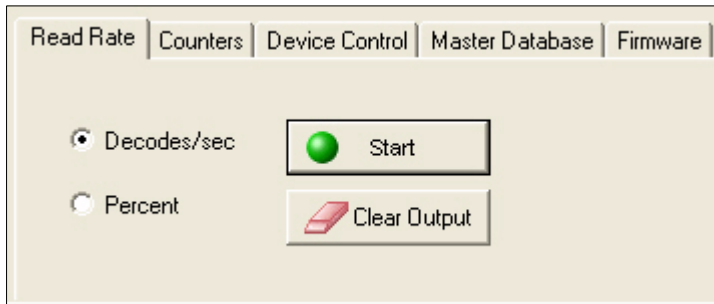 Read Rate Counters Device Control Master Database Firmware
Decodes/sec Start
Percent Clear Output